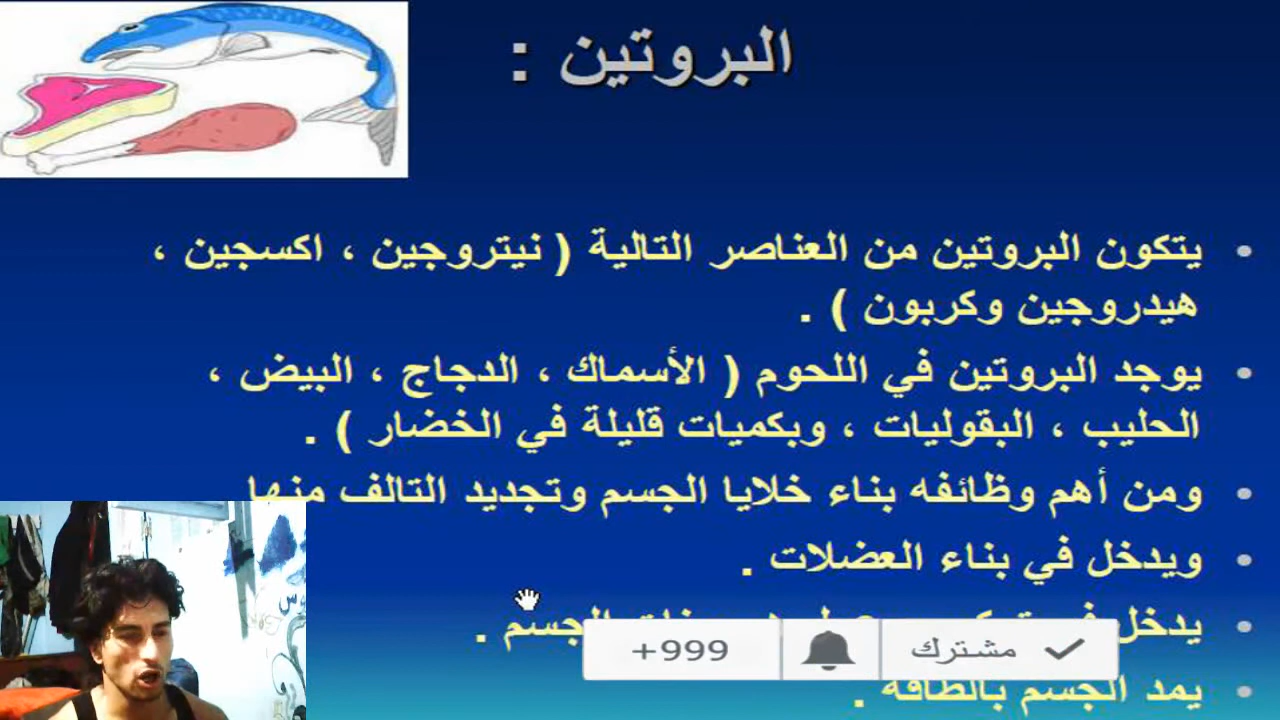 البروتين :
يتكون البروتين من العناصر التالية ( نيتروجين ، اكسجين ،
هيدروجين وكربون ) .
يوجد البروتين في اللحوم ( الأسماك ، الدجاج ، البيض ،
الحليب ، البقوليات ، وبكميات قليلة في الخضار ) .
ومن أهم وظائفه بناء خلايا الجسم وتجديد التالف منها
ويدخل في بناء العضلات .
يدخل الجسم .
يمد الجسم بالطاقة .
مشترك
+999